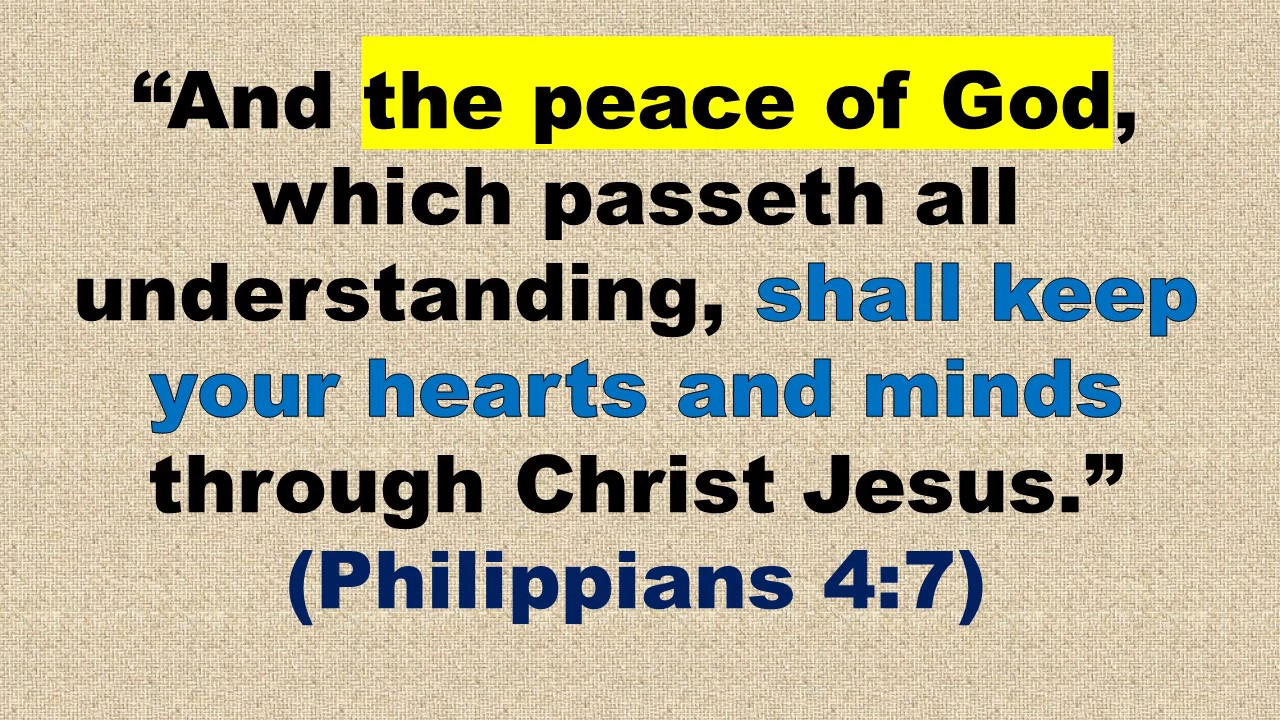 “And the peace of God,
which passeth all
understanding, shall keep
your hearts and minds
through Christ Jesus.”
(Philippians 4:7)